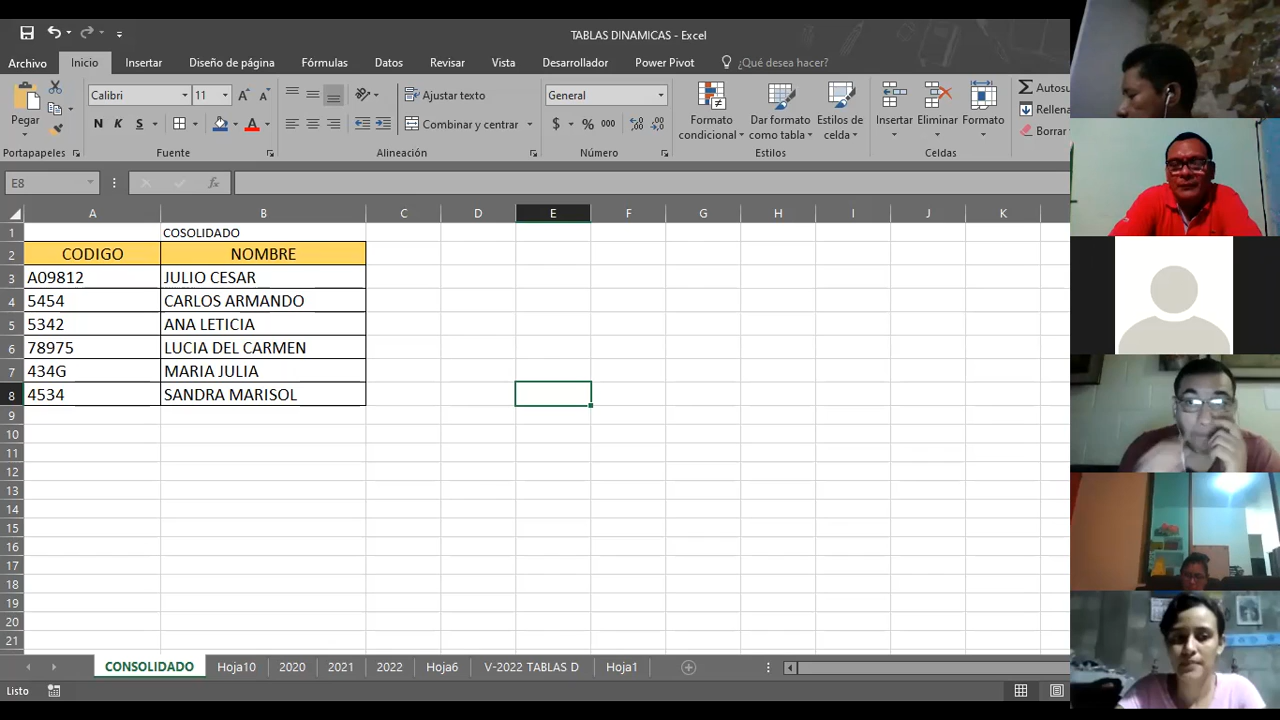 TABLAS DINAMICAS - Excel
Archivo Inicio Insertar Diseño de página Fórmulas Datos Revisar Vista Desarrollador Power Pivot ¿Qué desea hacer?
Calibri 11 A A Ajustar texto General Autosu
Pegar N K S A Combinar y centrar $ % 000 Formato condicional Dar formato como tabla Estilos de celda Insertar Eliminar Formato Rellena
Borrar
Portapapeles Fuente Alineación Número Estilos Celdas
E8 fx
A B C D E F G H I J K
1 COSOLIDADO
2 CODIGO NOMBRE
3 A09812 JULIO CESAR
4 5454 CARLOS ARMANDO
5 5342 ANA LETICIA
6 78975 LUCIA DEL CARMEN
7 434G MARIA JULIA
8 4534 SANDRA MARISOL
9
10
11
12
13
14
15
16
17
18
19
20
21
CONSOLIDADO Hoja10 2020 2021 2022 Hoja6 V-2022 TABLAS D Hoja1
Listo